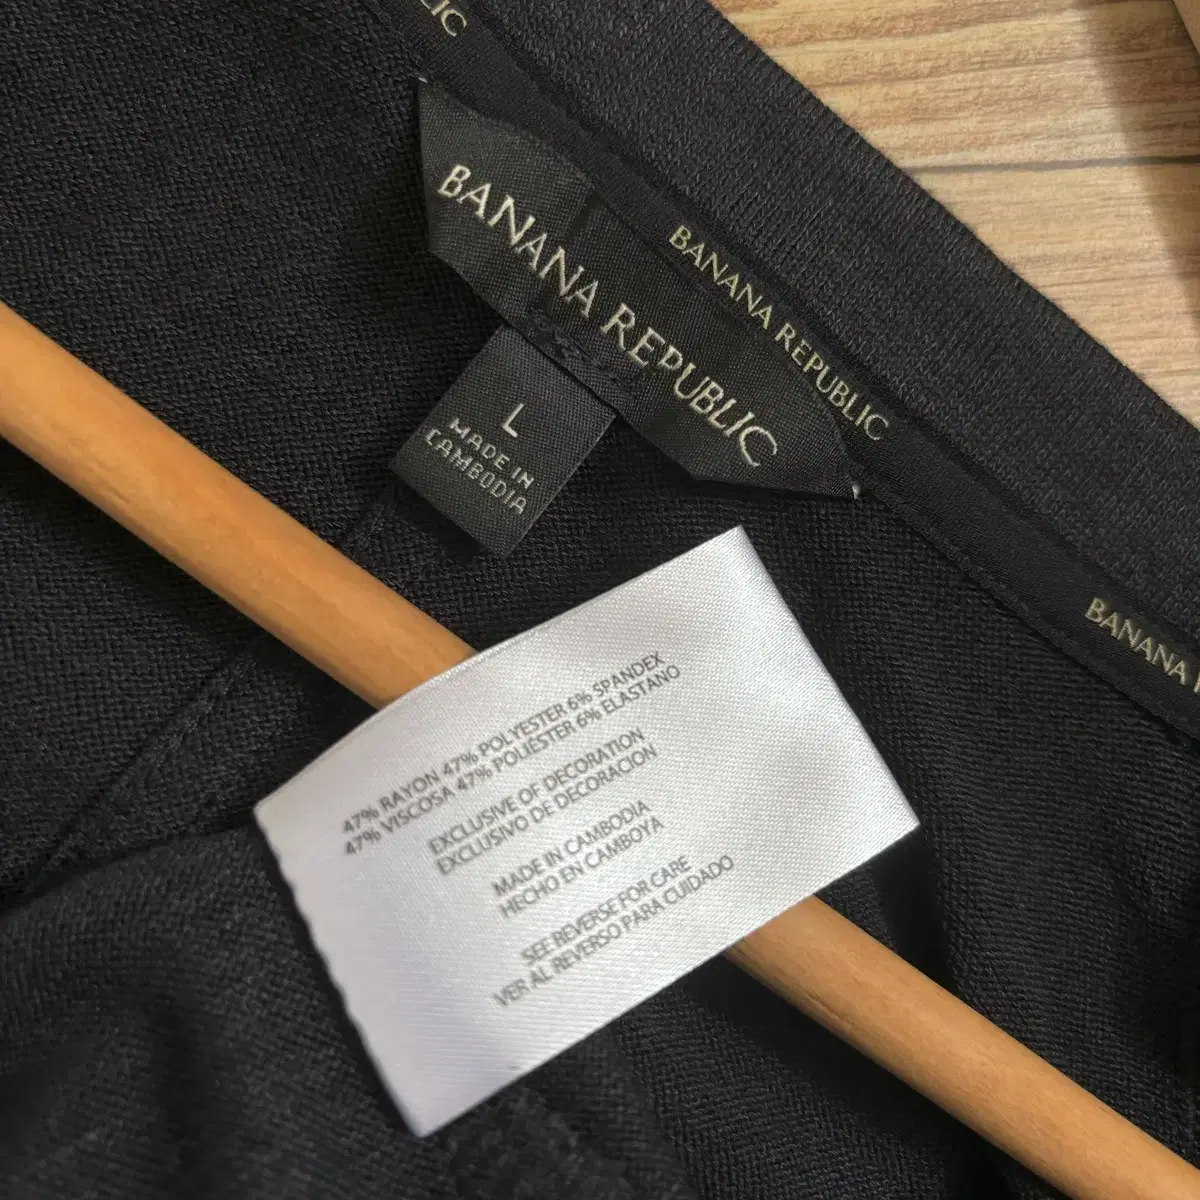 LIC
BANANA REPUBLIC
BANANA REPUBLIC
BANANA
L
MADE IN
CAMBODIA
47% RAYON 47% POLYESTER 6% SPANDEX
47% VISCOSA 47% POLIÉSTER 6% ELASTANO
EXCLUSIVE OF DECORATION
EXCLUSIVO DE DECORACION
MADE IN CAMBODIA
HECHO EN CAMBOYA
SEE REVERSE FOR CARE
VER AL REVERSO PARA CUIDADO